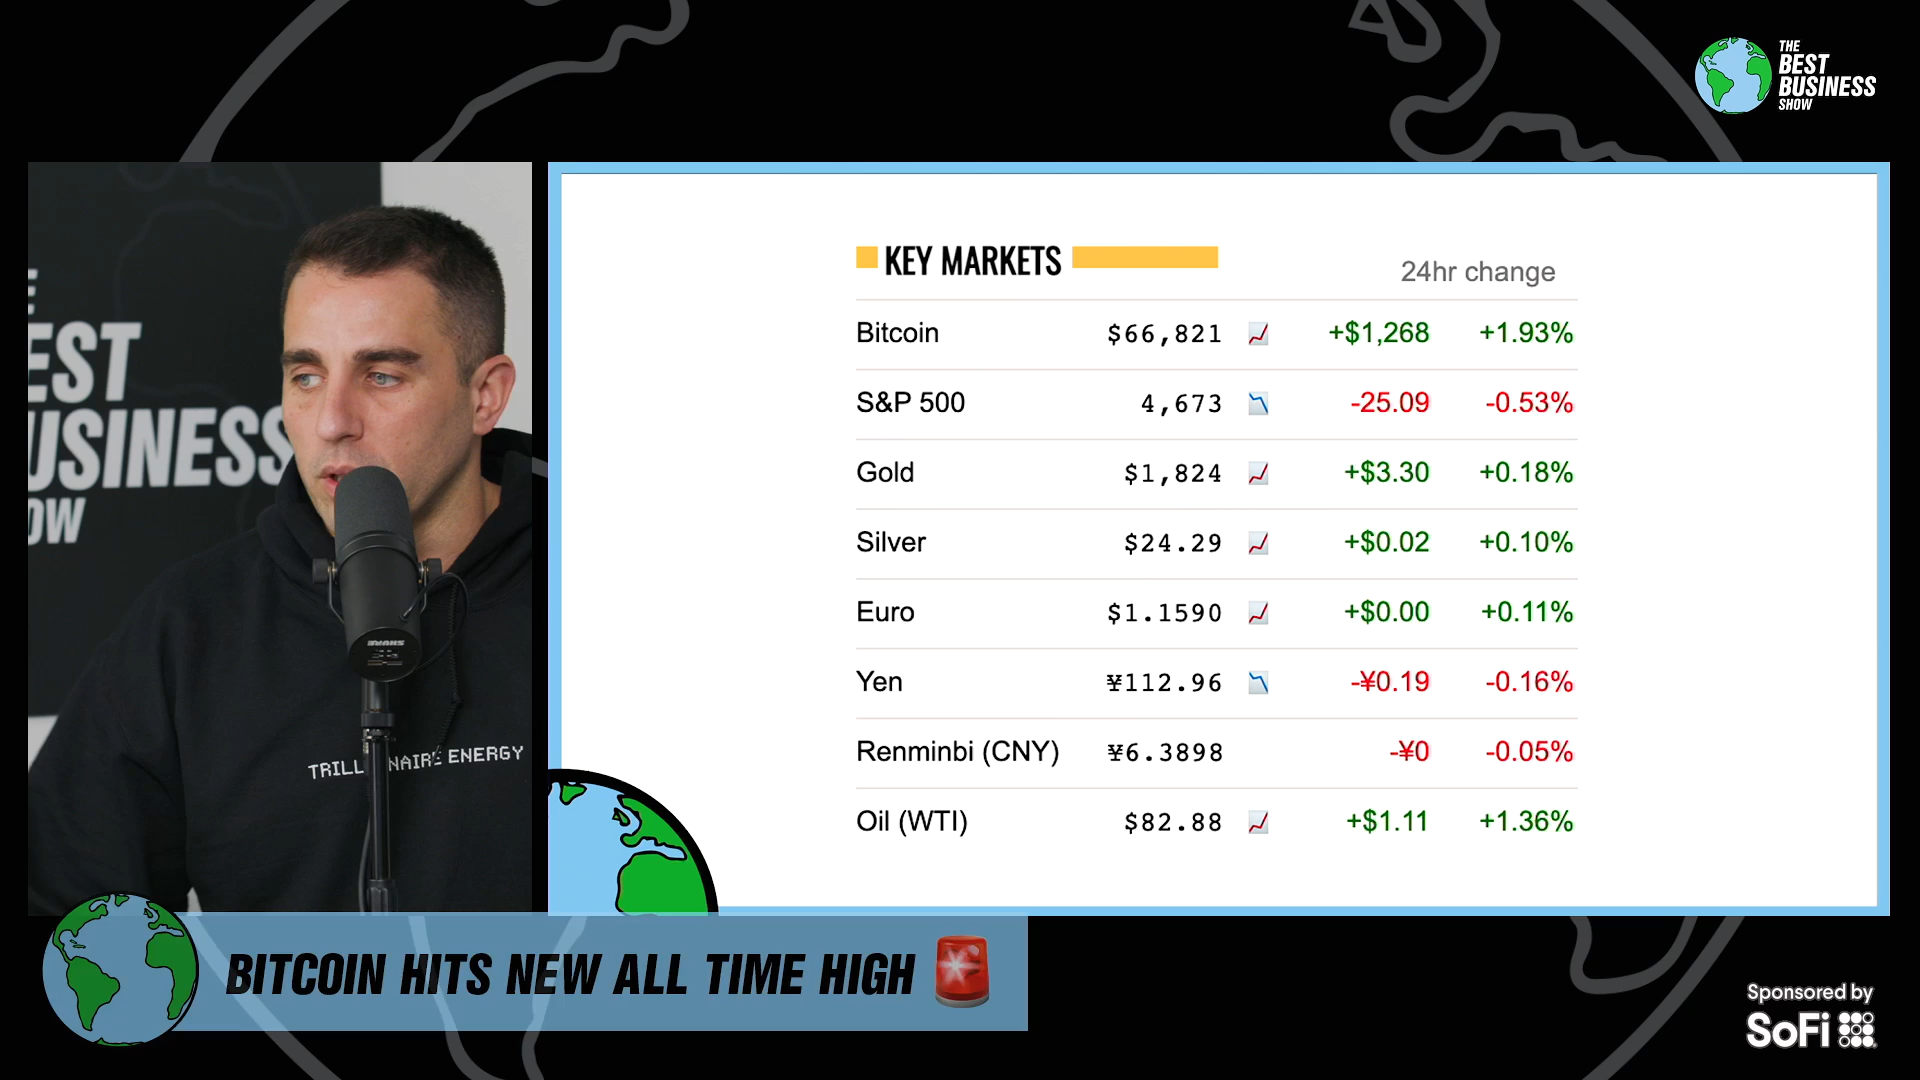 THE
BEST
BUSINESS
SHOW
KEY MARKETS
24hr change
Bitcoin $66,821 +$1,268 +1.93%
S&P 500 4,673 -25.09 -0.53%
Gold $1,824 +$3.30 +0.18%
Silver $24.29 +$0.02 +0.10%
Euro $1.1590 +$0.00 +0.11%
Yen ¥112.96 -¥0.19 -0.16%
Renminbi (CNY) ¥6.3898 -¥0 -0.05%
Oil (WTI) $82.88 +$1.11 +1.36%
E
EST
USINESS
OW
SHURE
TRILL NAIRE ENERGY
BITCOIN HITS NEW ALL TIME HIGH
Sponsored by
SoFi